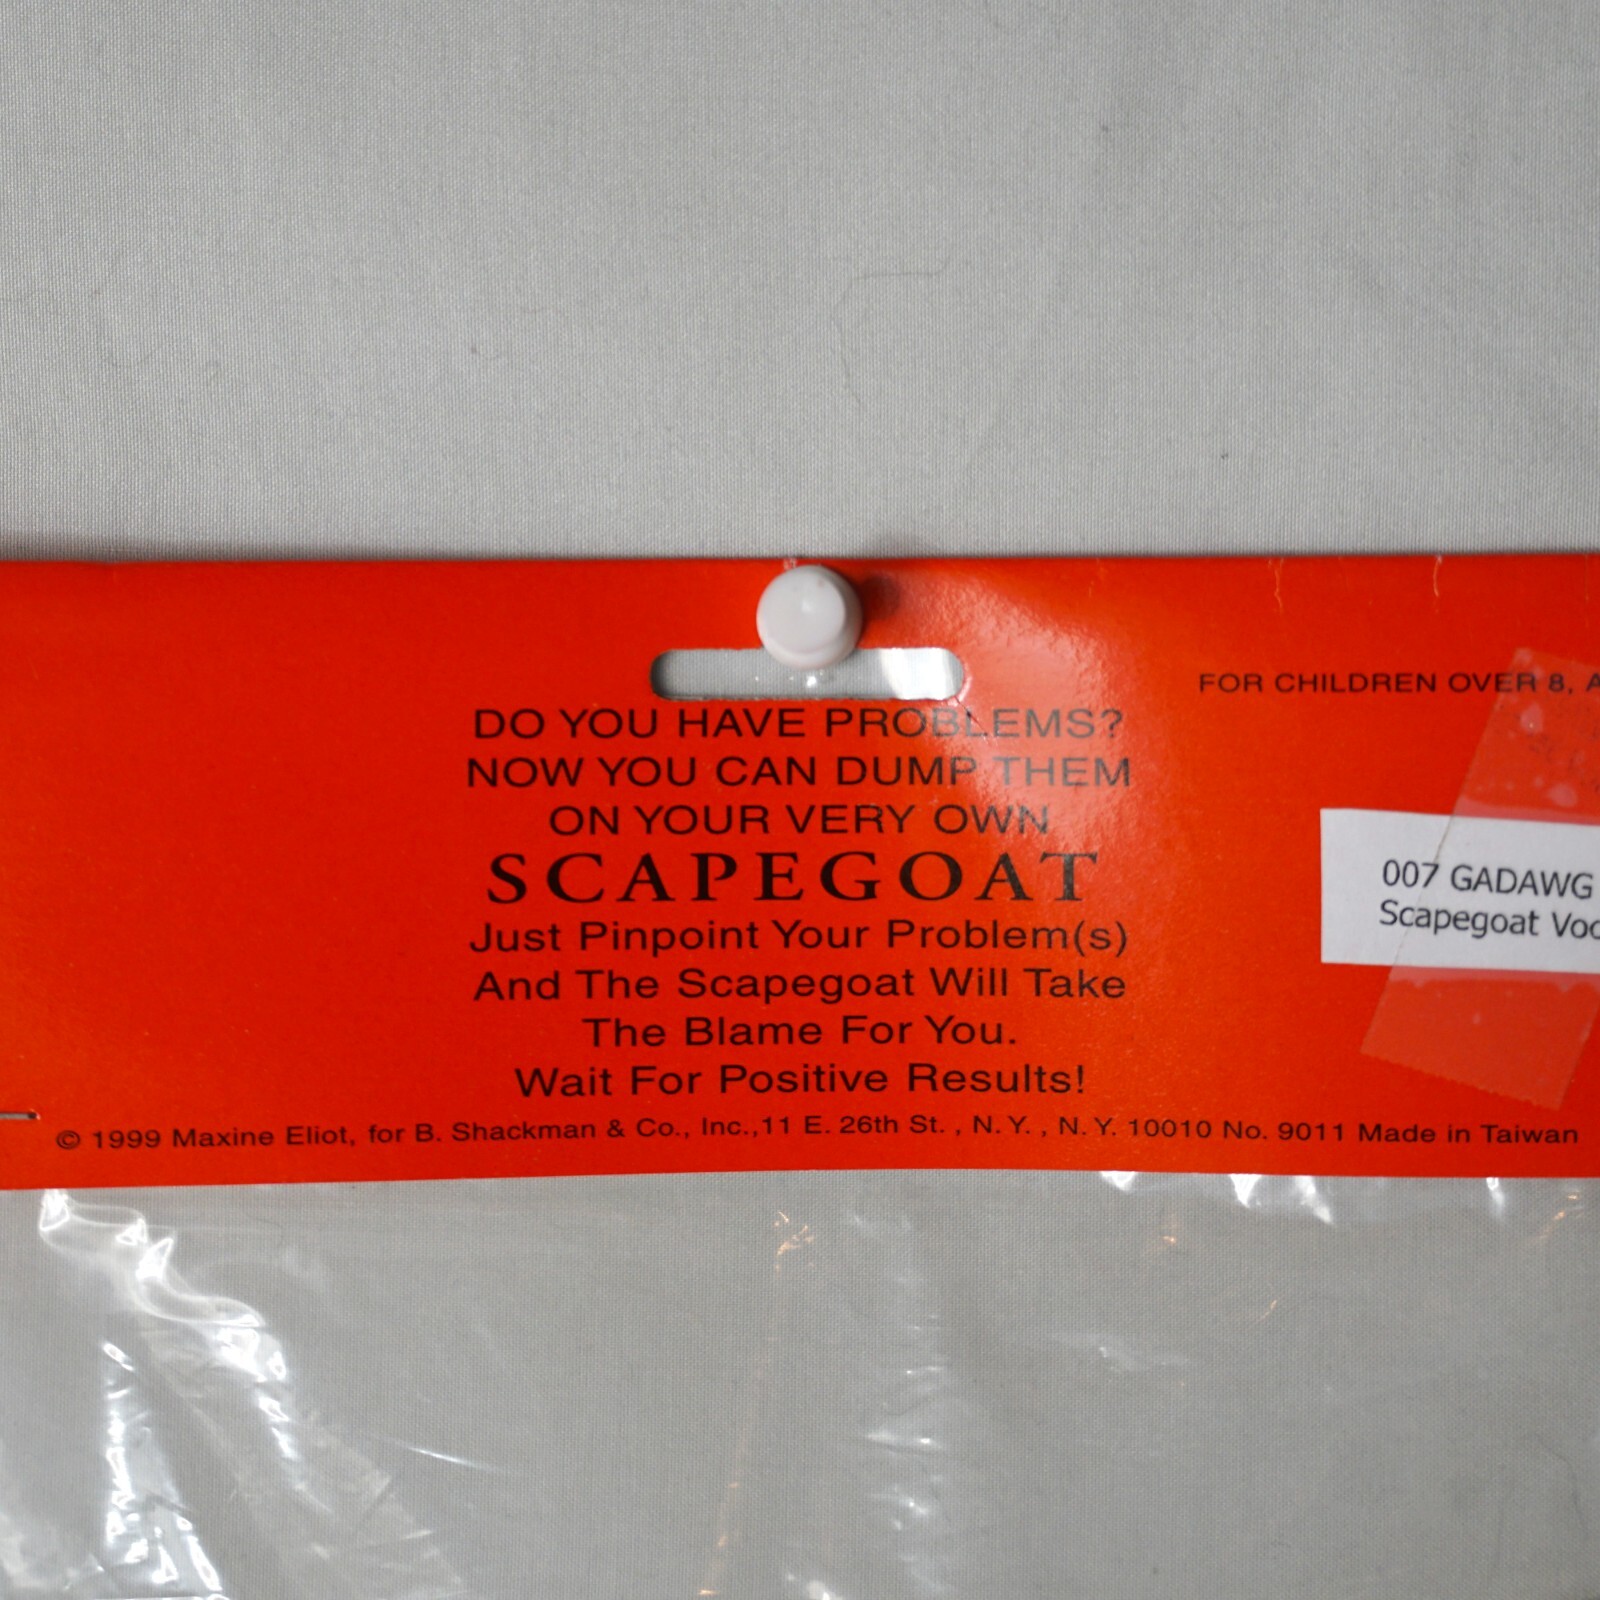 FOR CHILDREN OVER 8,
DO YOU HAVE PROBLEMS?
NOW YOU CAN DUMP THEM
ON YOUR VERY OWN
SCAPEGOAT
Just Pinpoint Your Problem(s)
And The Scapegoat Will Take
The Blame For You.
Wait For Positive Results!
© 1999 Maxine Eliot, for B. Shackman & Co., Inc.,11 E. 26th St. , N. Y. , N. Y. 10010 No. 9011 Made in Taiwan
007 GADAWG
Scapegoat